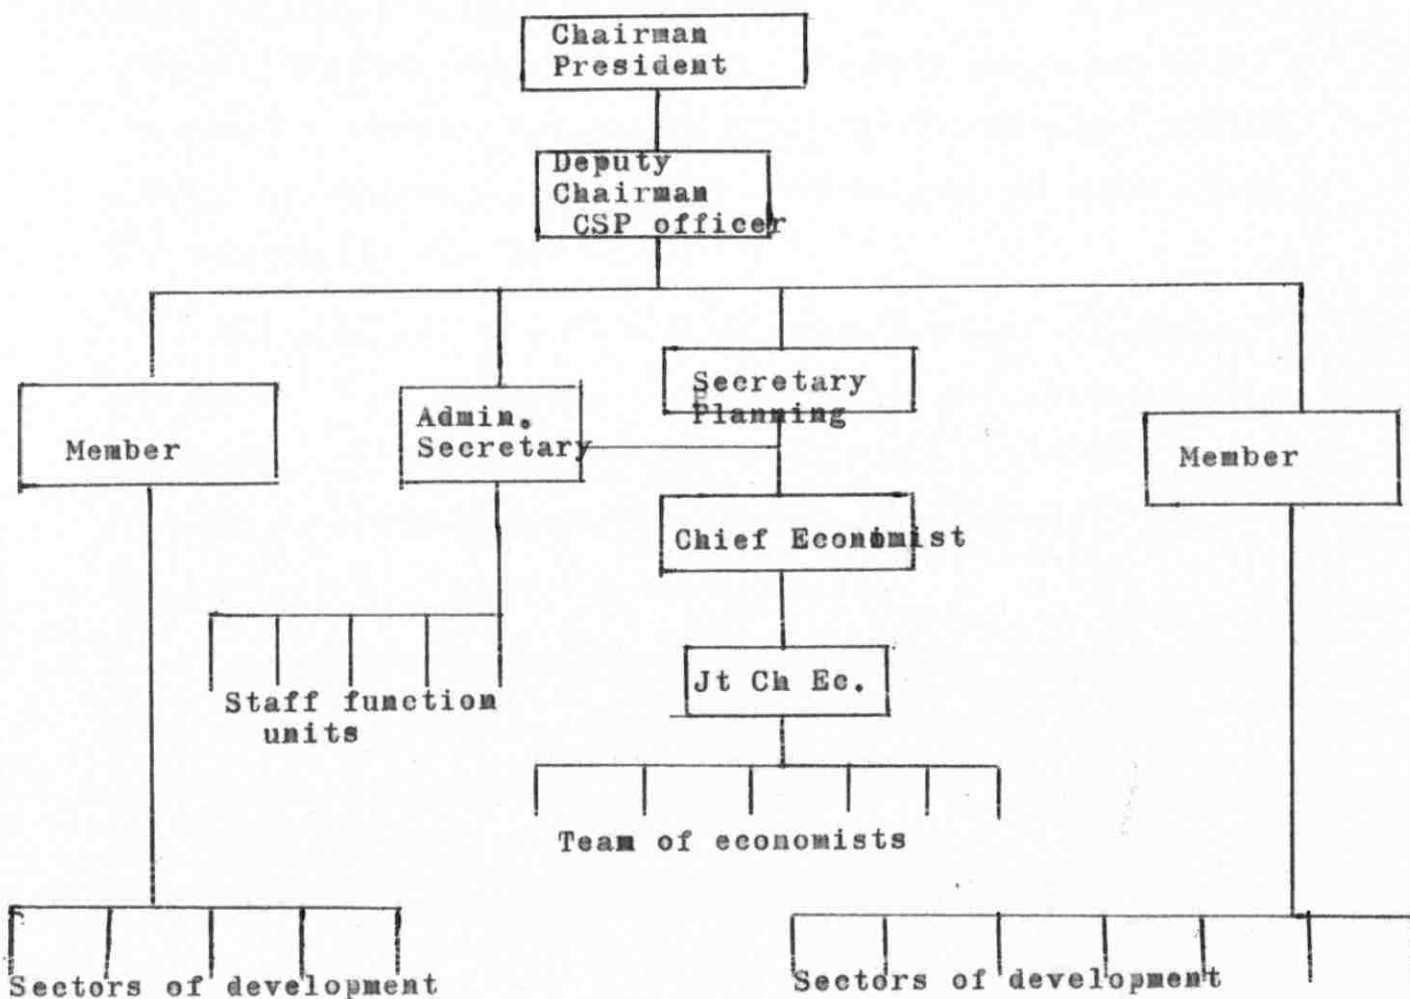 Chairman
President
Deputy
Chairman
CSP officer
Secretary
Planning
Admin.
Secretary
Member
Member
Chief Economist
Jt Ch Ec.
Staff function
units
Team of economists
Sectors of development
Sectors of development